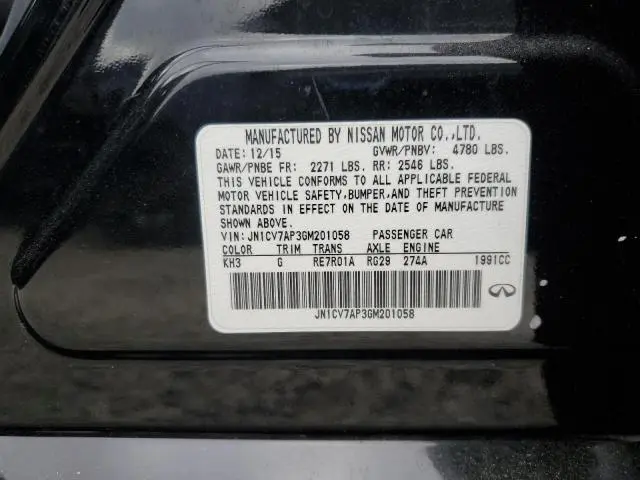 MANUFACTURED BY NISSAN MOTOR CO.,LTD.
DATE: 12/15 GVWR/PNBV: 4780 LBS.
GAWR/PNBE FR: 2271 LBS. RR: 2546 LBS.
THIS VEHICLE CONFORMS TO ALL APPLICABLE FEDERAL
MOTOR VEHICLE SAFETY,BUMPER,AND THEFT PREVENTION
STANDARDS IN EFFECT ON THE DATE OF MANUFACTURE
SHOWN ABOVE.
VIN: JN1CV7AP3GM201058 PASSENGER CAR
COLOR TRIM TRANS AXLE ENGINE
KH3 G RE7R01A RG29 274A 1991CC
JN1CV7AP3GM201058